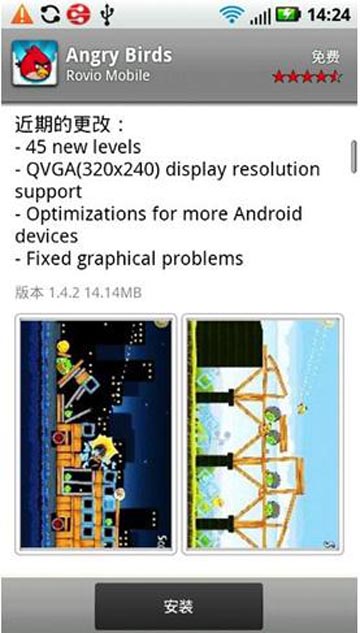 14:24
Angry Birds
免费
Rovio Mobile
近期的更改：
- 45 new levels
- QVGA(320x240) display resolution
support
- Optimizations for more Android
devices
- Fixed graphical problems
版本 1.4.2 14.14MB
安装